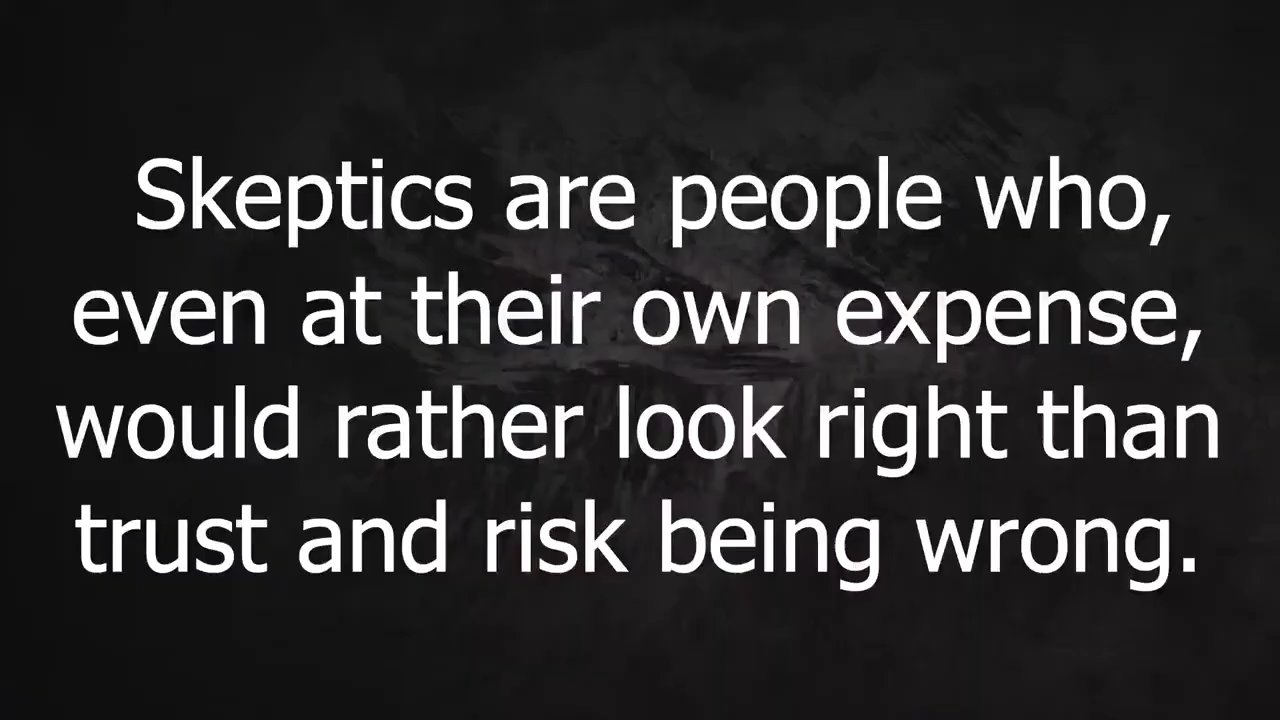 Skeptics are people who,
even at their own expense,
would rather look right than
trust and risk being wrong.